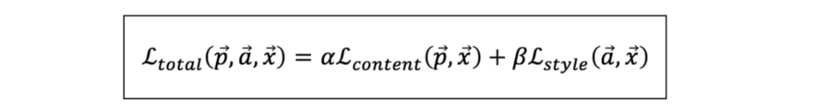 ℒ_total(p⃗, a⃗, x⃗) = αℒ_content(p⃗, x⃗) + βℒ_style(a⃗, x⃗)